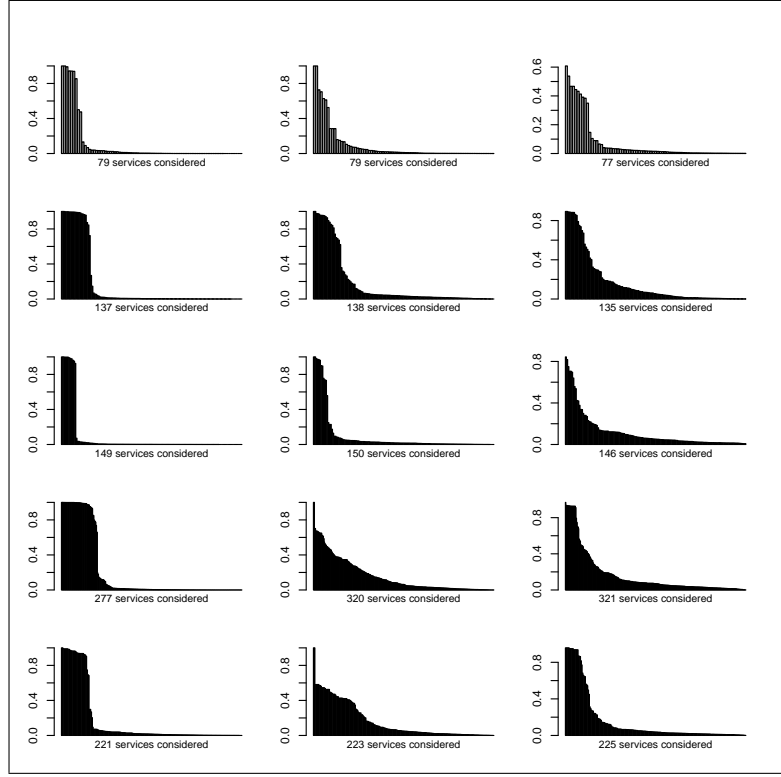 0.0 0.4 0.8
79 services considered
0.0 0.4 0.8
79 services considered
0.0 0.2 0.4 0.6
77 services considered
0.0 0.4 0.8
137 services considered
0.0 0.4 0.8
138 services considered
0.0 0.4 0.8
135 services considered
0.0 0.4 0.8
149 services considered
0.0 0.4 0.8
150 services considered
0.0 0.4 0.8
146 services considered
0.0 0.4 0.8
277 services considered
0.0 0.4 0.8
320 services considered
0.0 0.4 0.8
321 services considered
0.0 0.4 0.8
221 services considered
0.0 0.4 0.8
223 services considered
0.0 0.4 0.8
225 services considered